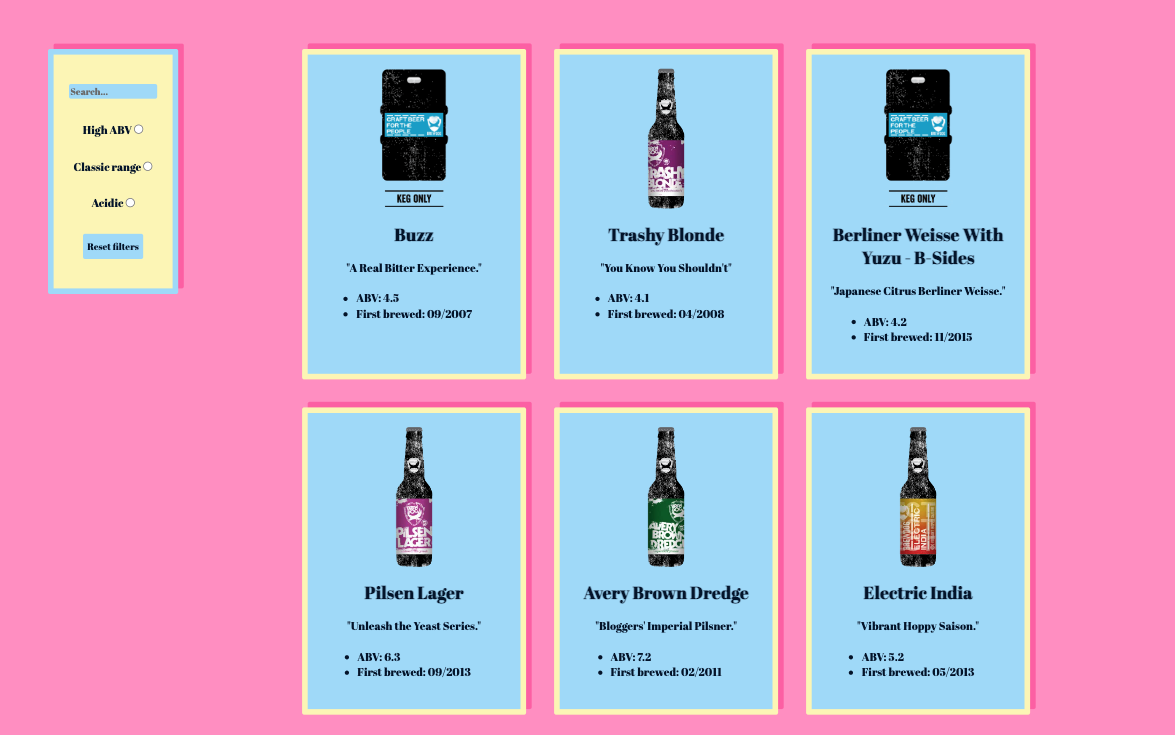 Search...
High ABV
Classic range
Acidic
Reset filters
CRAFT BEER
FOR THE
PEOPLE
KEG ONLY
Buzz
"A Real Bitter Experience."
ABV: 4.5
First brewed: 09/2007
TRASHY
BLONDE
Trashy Blonde
"You Know You Shouldn't"
ABV: 4.1
First brewed: 04/2008
CRAFT BEER
FOR THE
PEOPLE
KEG ONLY
Berliner Weisse With
Yuzu - B-Sides
"Japanese Citrus Berliner Weisse."
ABV: 4.2
First brewed: 11/2015
PILSEN
LAGER
Pilsen Lager
"Unleash the Yeast Series."
ABV: 6.3
First brewed: 09/2013
AVERY
BROWN
DREDGE
Avery Brown Dredge
"Bloggers' Imperial Pilsner."
ABV: 7.2
First brewed: 02/2011
ELECTRIC
INDIA
Electric India
"Vibrant Hoppy Saison."
ABV: 5.2
First brewed: 05/2013